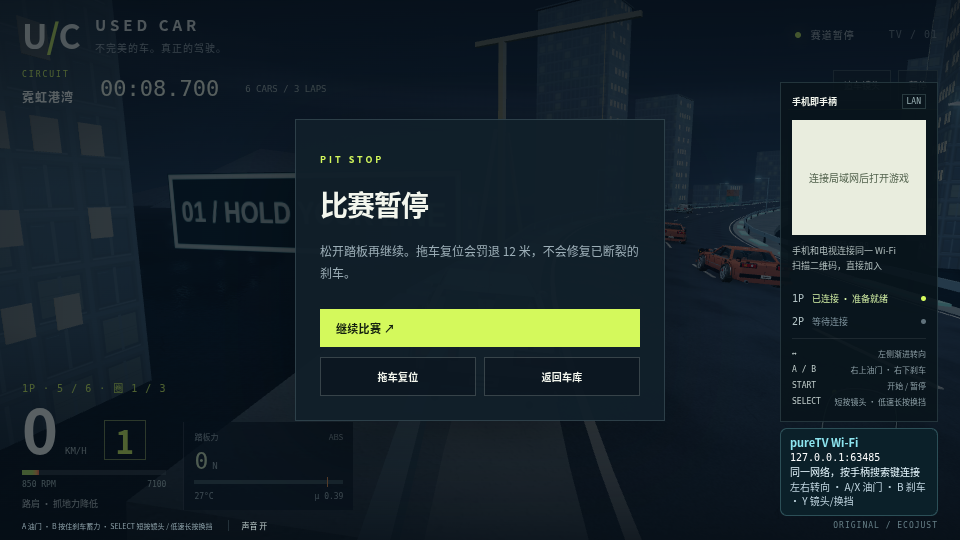 U/C
USED CAR
不完美的车。真正的驾驶。
赛道暂停
TV / 01
CIRCUIT
霓虹港湾
00:08.700
6 CARS / 3 LAPS
01 / HOLD
PIT STOP
比赛暂停
松开踏板再继续。拖车复位会罚退 12 米，不会修复已断裂的
刹车。
继续比赛 ↗
拖车复位
返回车库
手机即手柄
LAN
连接局域网后打开游戏
手机和电视连接同一 Wi-Fi
扫描二维码，直接加入
1P 已连接 · 准备就绪
2P 等待连接
↔ 左侧渐进转向
A / B 右上油门 · 右下刹车
START 开始 / 暂停
SELECT 短按镜头 · 低速长按换挡
pureTV Wi-Fi
127.0.0.1:63485
同一网络，按手柄搜索键连接
左右转向 · A/X 油门 · B 刹车
· Y 镜头/换挡
ORIGINAL / ECOJUST
1P · 5 / 6 · 圈 1 / 3
0 KM/H
1
850 RPM
7100
路肩 · 抓地力降低
踏板力
ABS
0 N
27°C
μ 0.39
A 油门 · B 按住刹车蓄力 · SELECT 短按镜头 / 低速长按换挡
声音 开